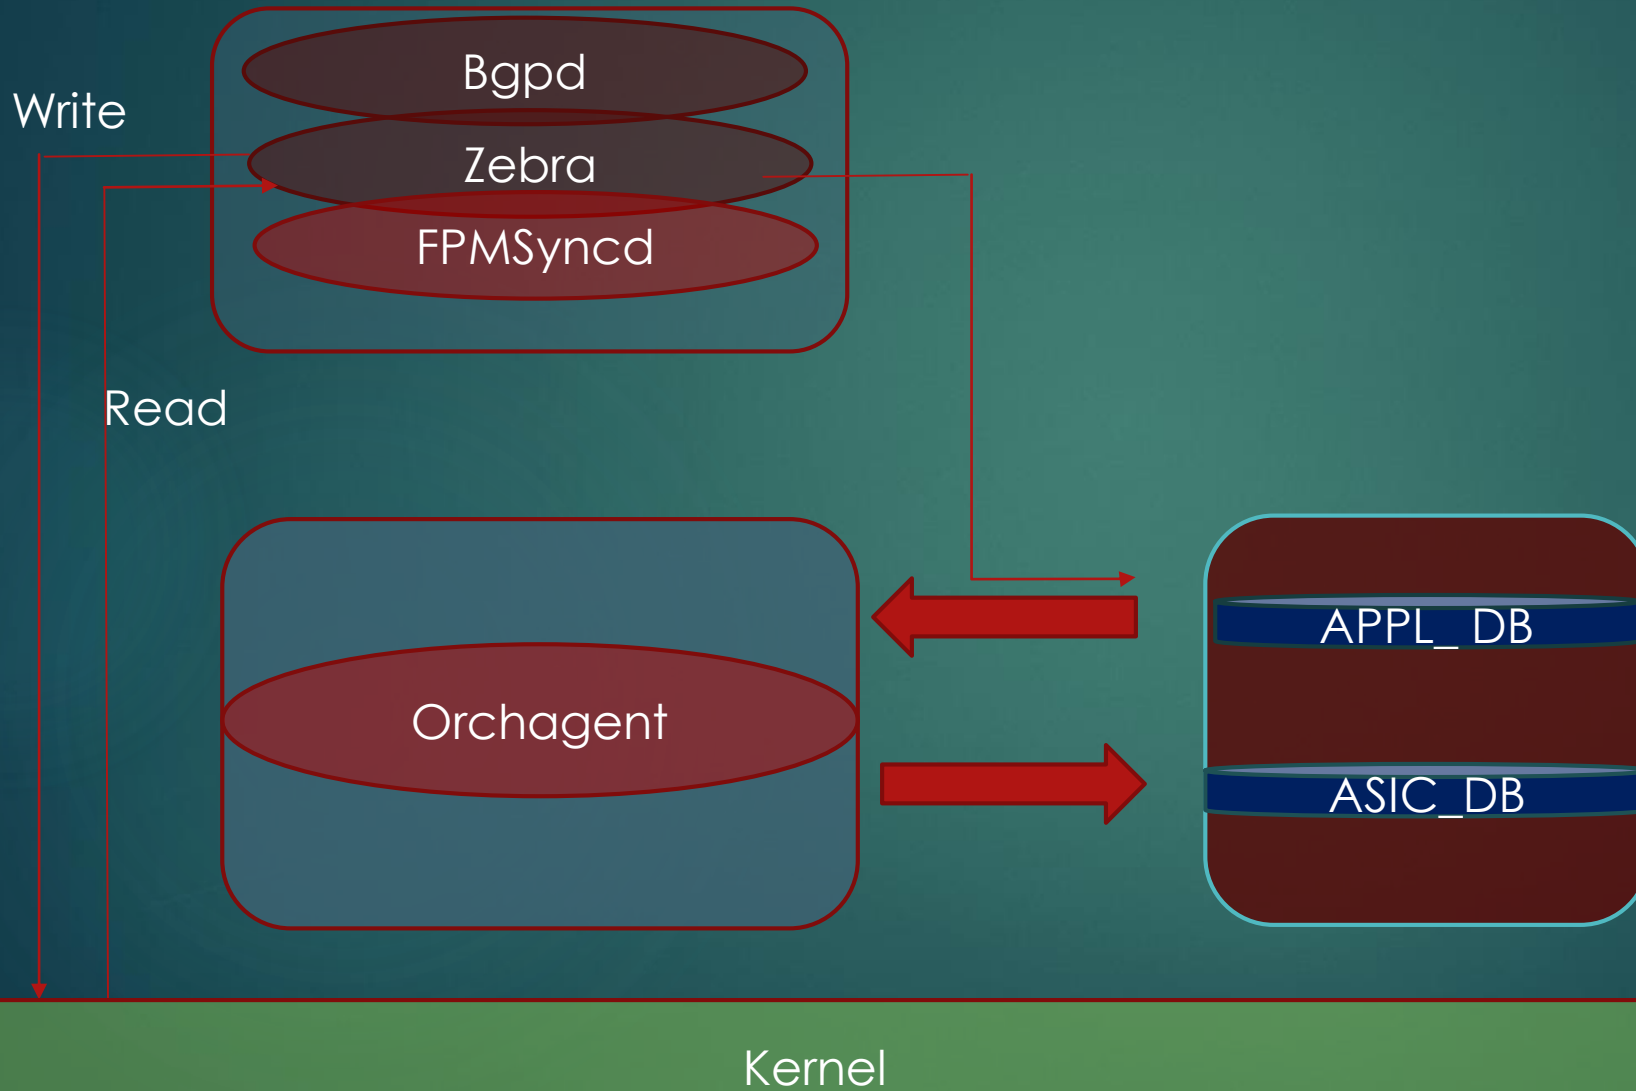 Bgpd
Write
Zebra
FPMSyncd
Read
APPL_ DB
Orchagent
ASIC_DB
Kernel